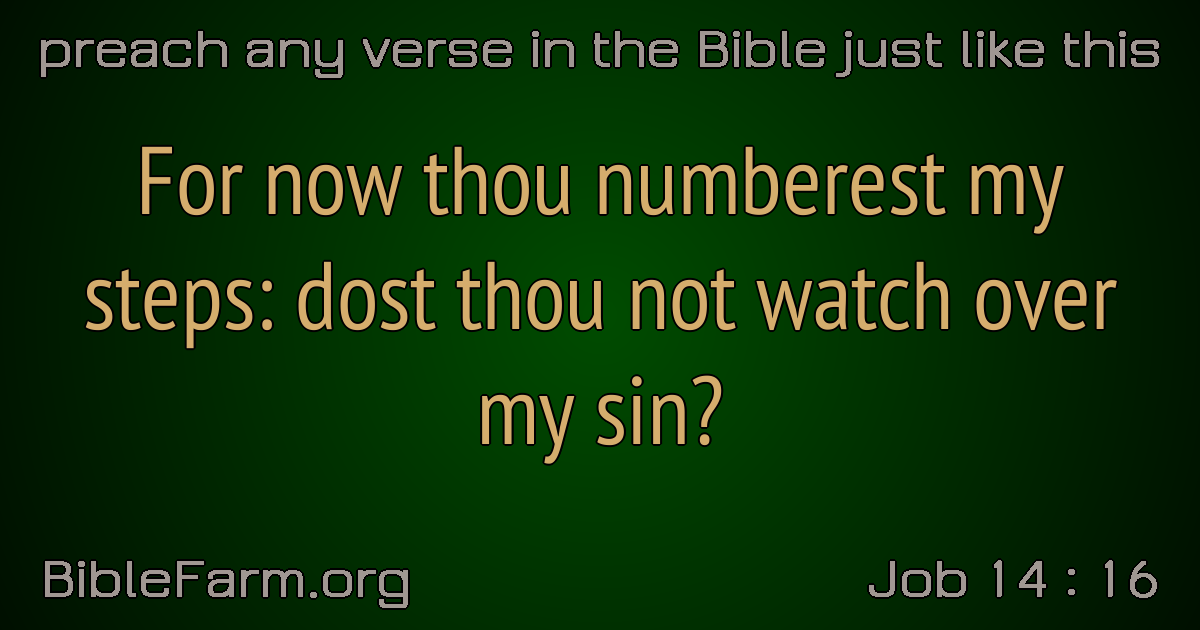 preach any verse in the Bible just like this
For now thou numberest my
steps: dost thou not watch over
my sin?
BibleFarm.org
Job 14 : 16